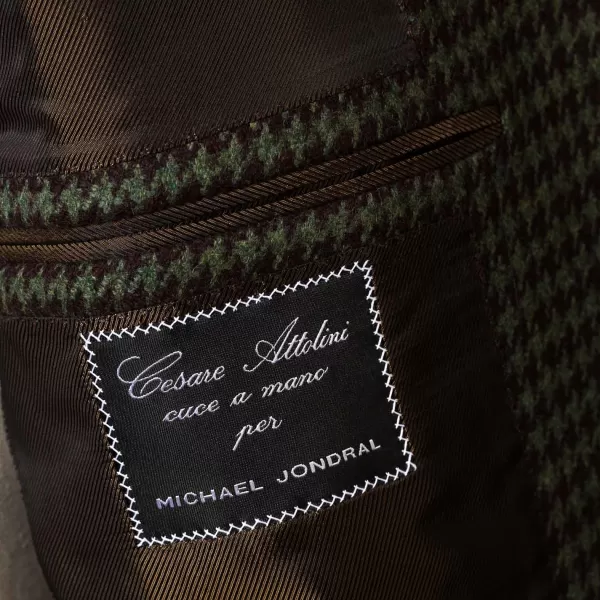 Cesare Attolini
cuce a mano
per
MICHAEL JONDRAL